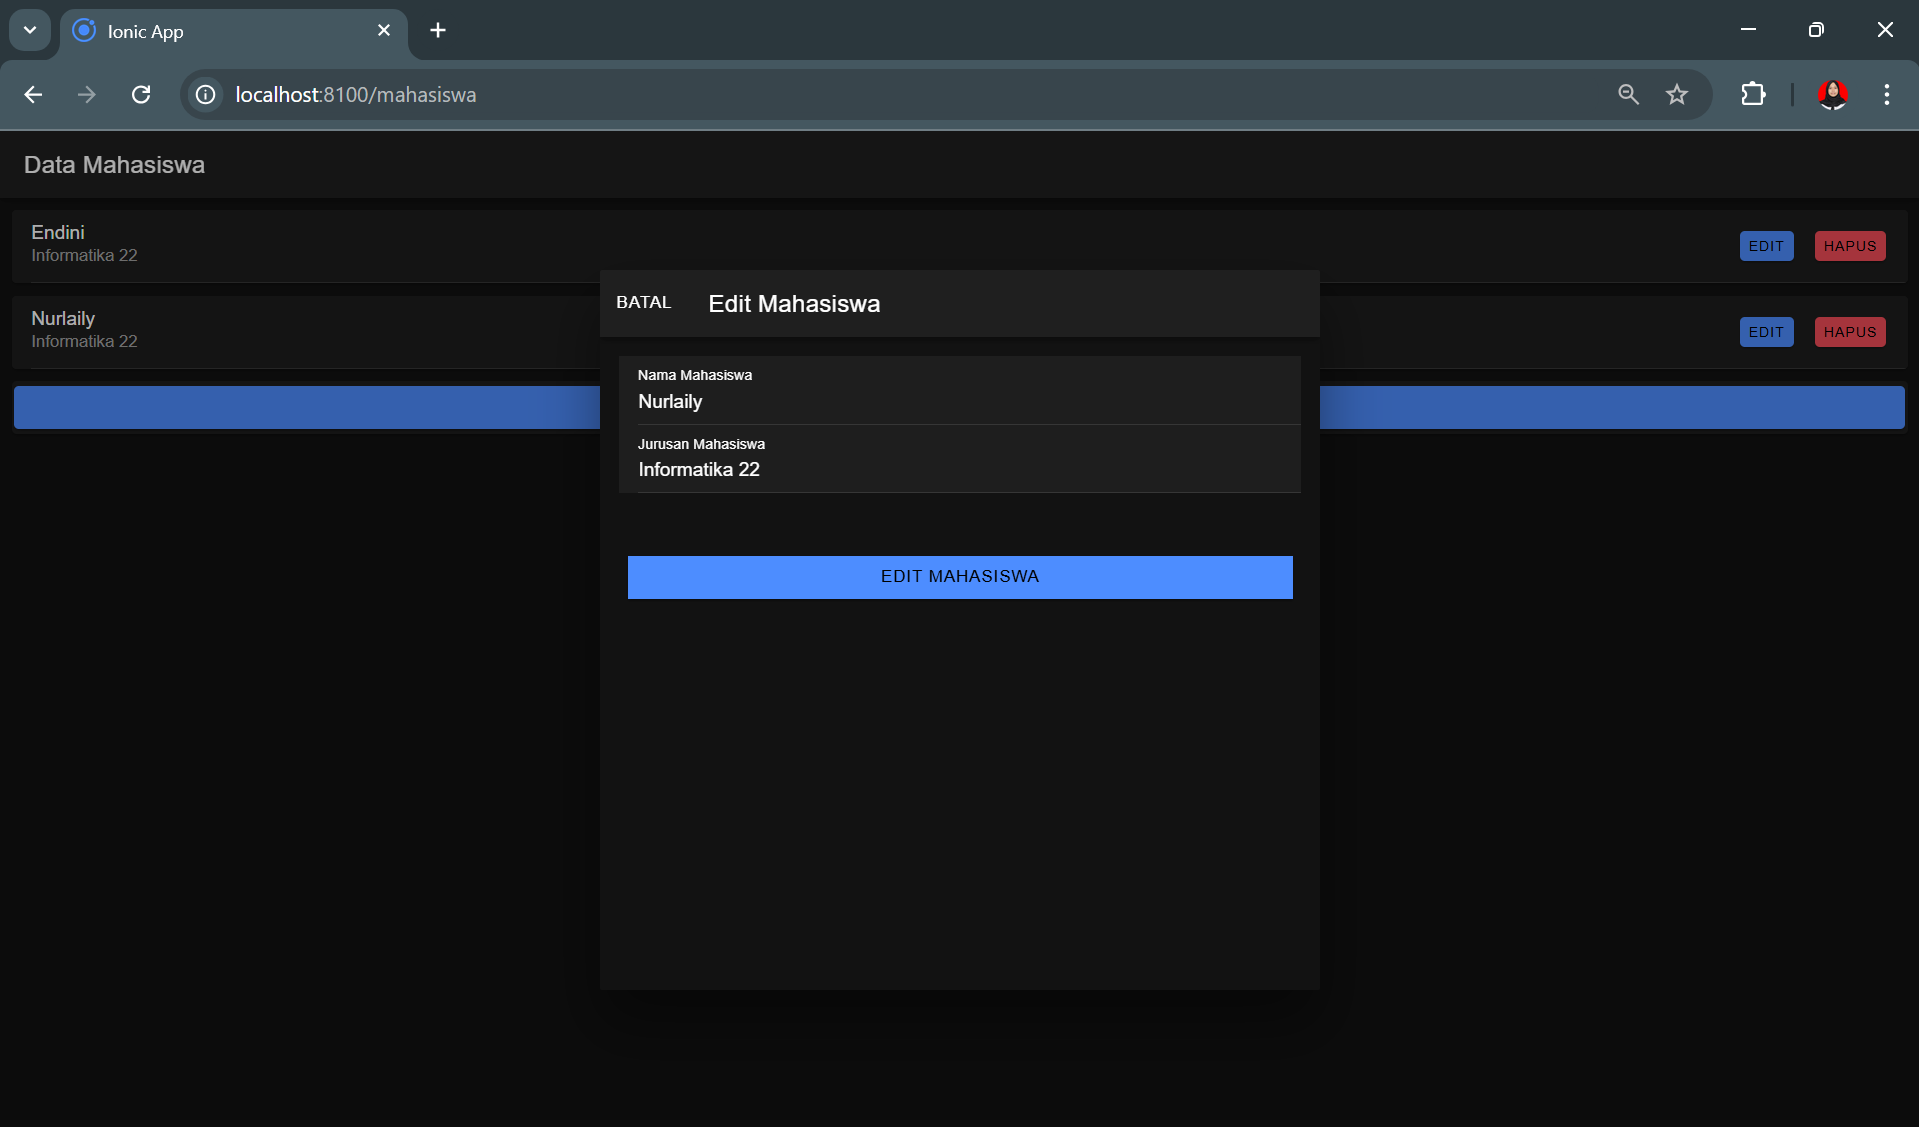 Ionic App
localhost:8100/mahasiswa
Data Mahasiswa
Endini
Informatika 22
EDIT
HAPUS
Nurlaily
Informatika 22
EDIT
HAPUS
BATAL
Edit Mahasiswa
Nama Mahasiswa
Nurlaily
Jurusan Mahasiswa
Informatika 22
EDIT MAHASISWA